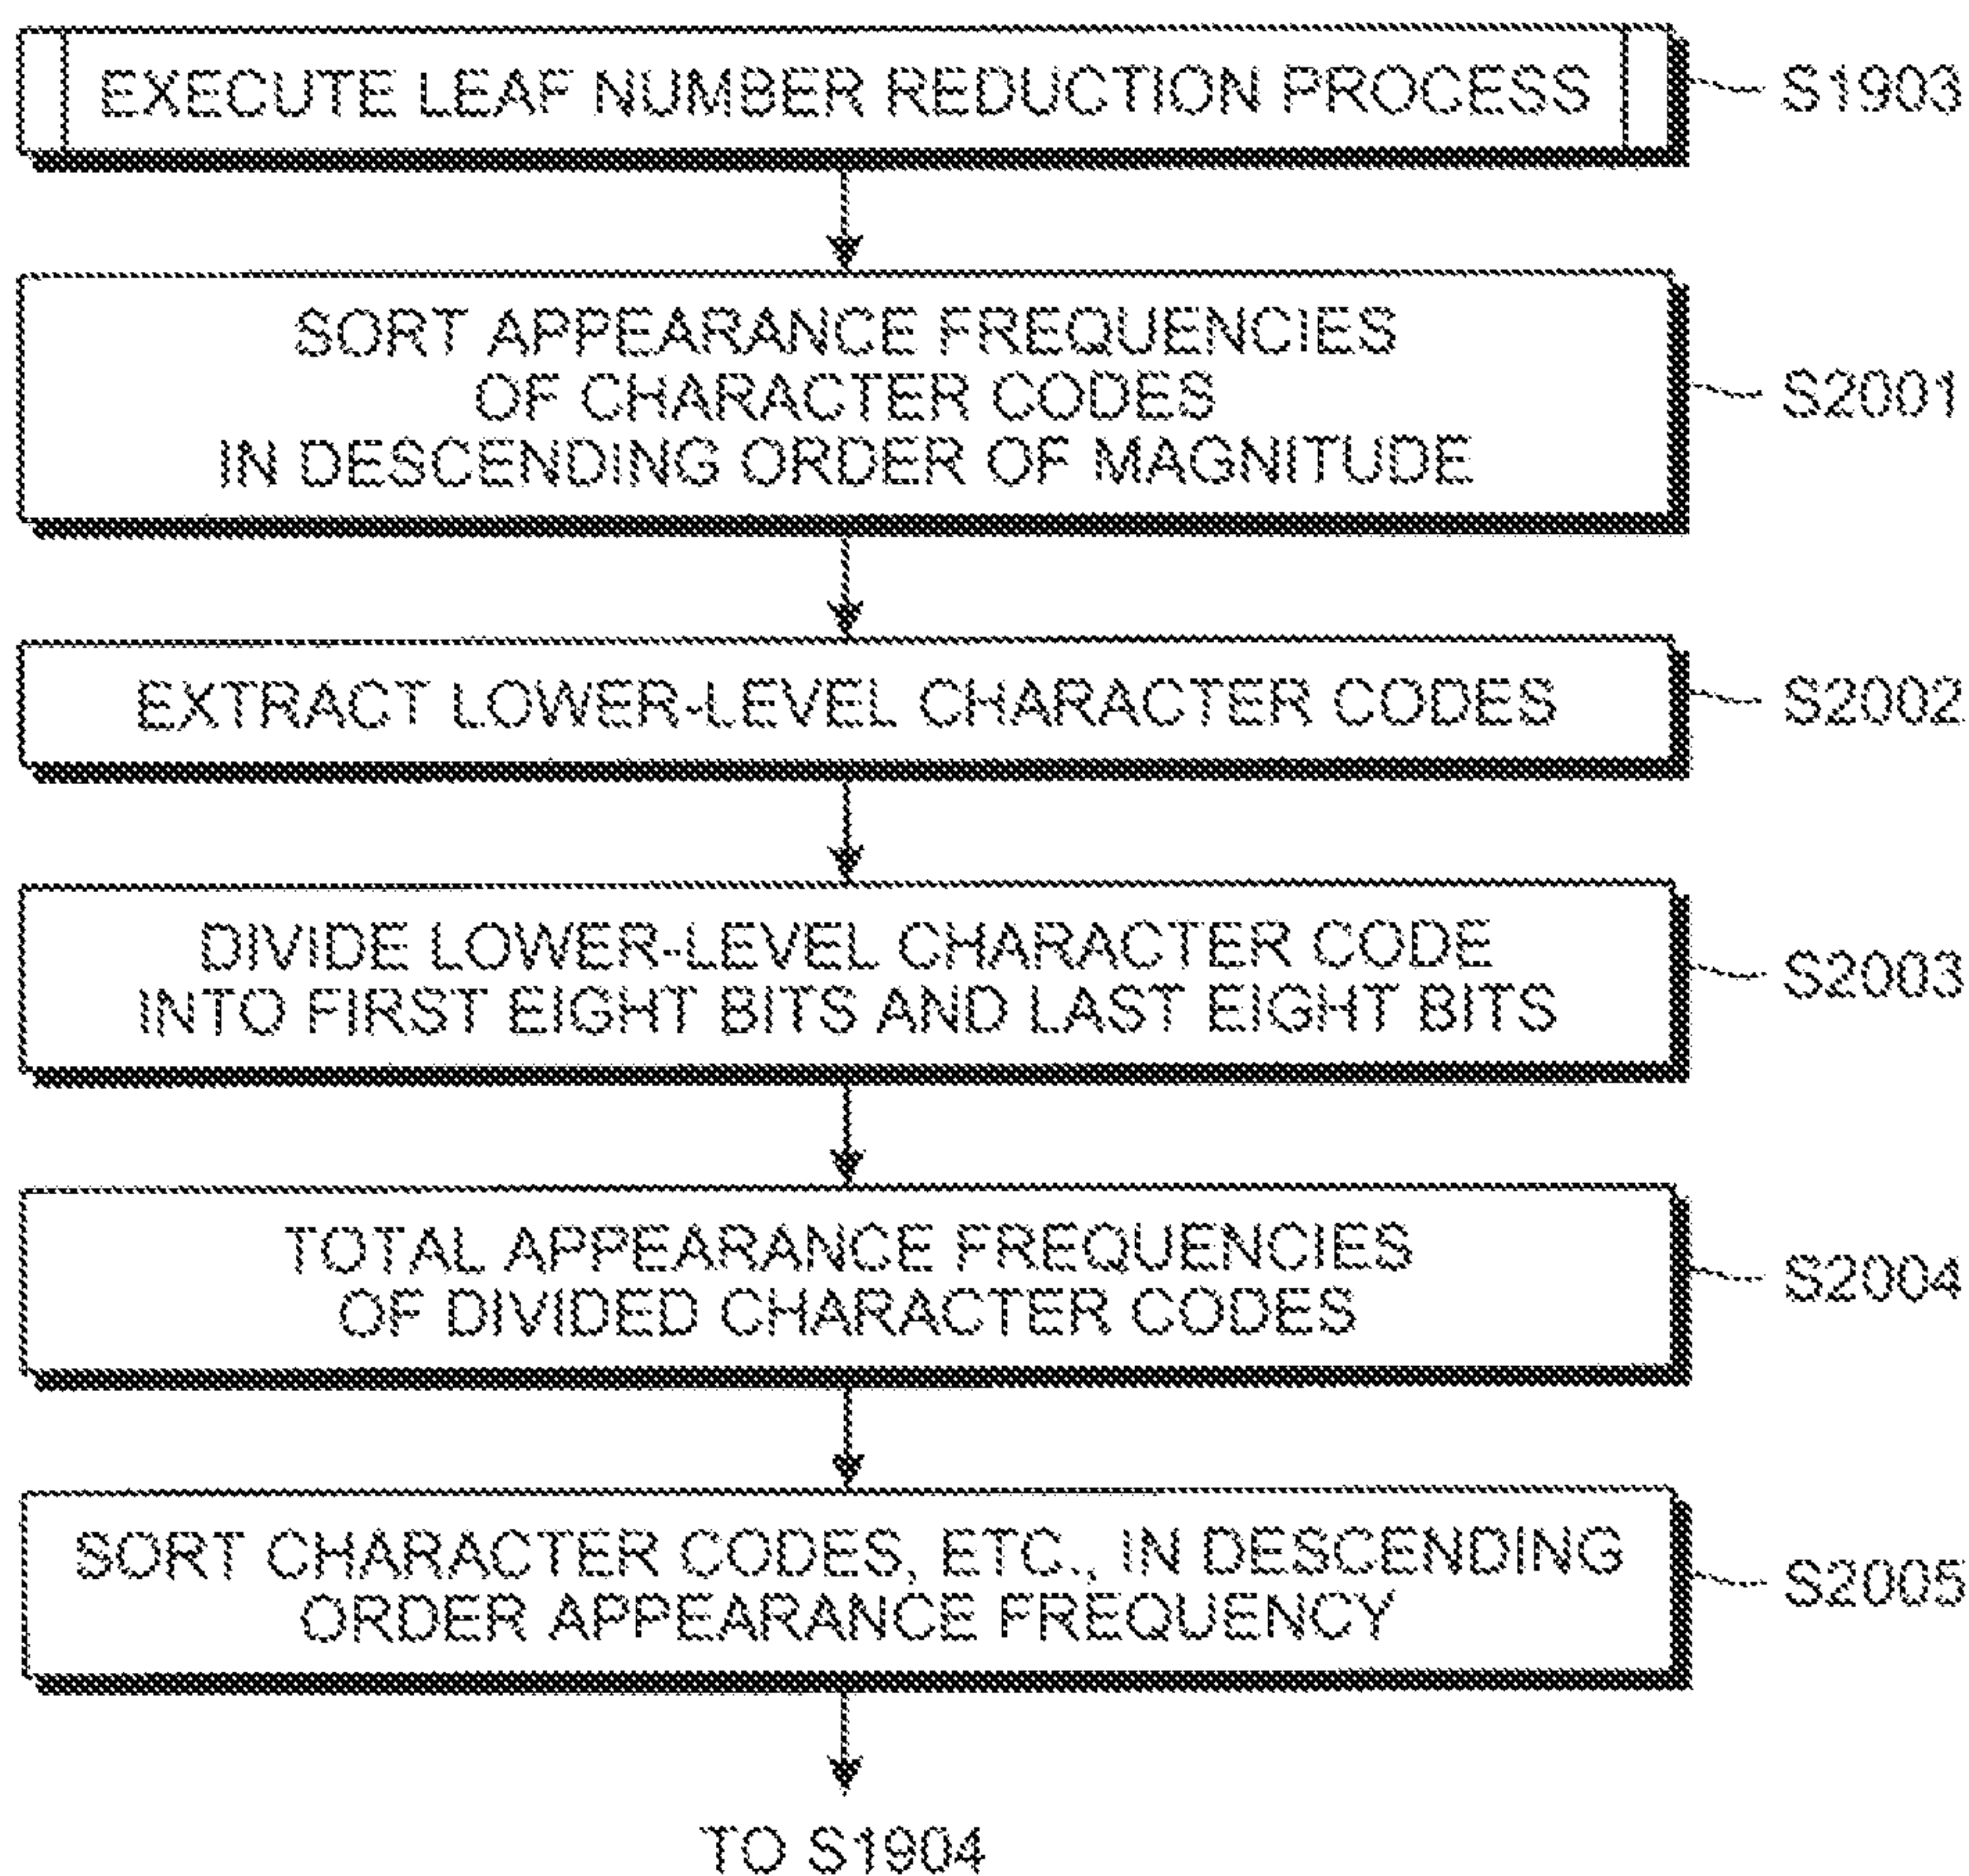 EXECUTE LEAF NUMBER REDUCTION PROCESS
S1903
SORT APPEARANCE FREQUENCIES
OF CHARACTER CODES
IN DESCENDING ORDER OF MAGNITUDE
S2001
EXTRACT LOWER-LEVEL CHARACTER CODES
S2002
DIVIDE LOWER-LEVEL CHARACTER CODE
INTO FIRST EIGHT BITS AND LAST EIGHT BITS
S2003
TOTAL APPEARANCE FREQUENCIES
OF DIVIDED CHARACTER CODES
S2004
SORT CHARACTER CODES, ETC., IN DESCENDING
ORDER APPEARANCE FREQUENCY
S2005
TO S1904